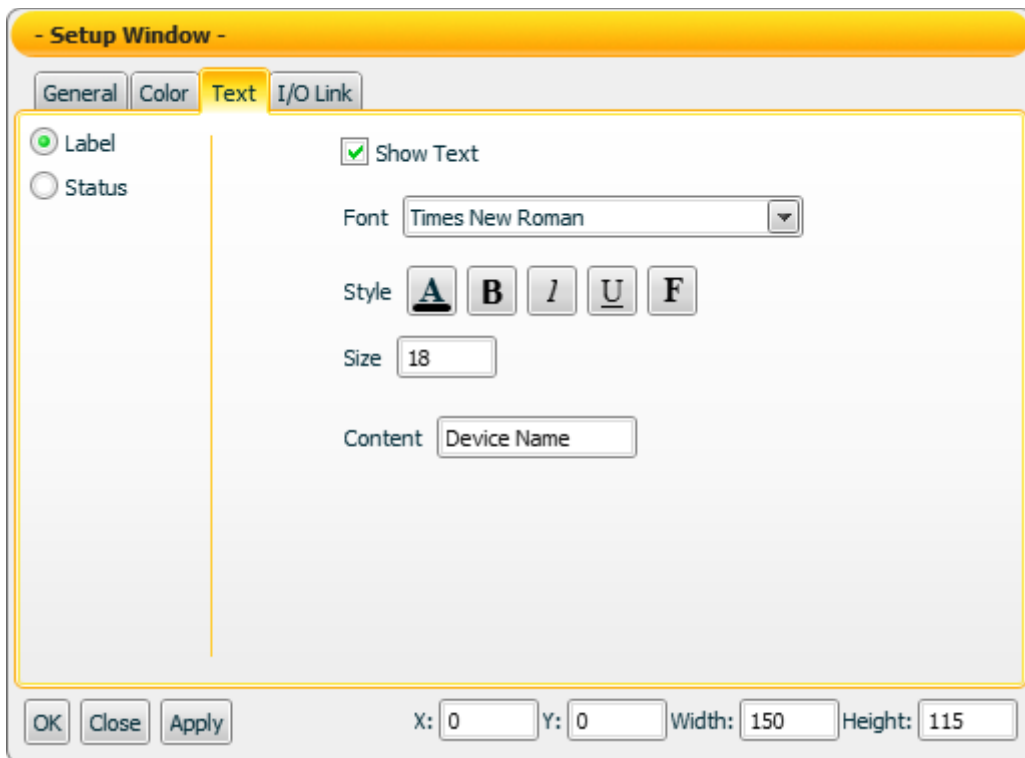 - Setup Window -
General Color Text I/O Link
Label
Status
Show Text
Font Times New Roman
Style A B I U F
Size 18
Content Device Name
OK Close Apply X: 0 Y: 0 Width: 150 Height: 115